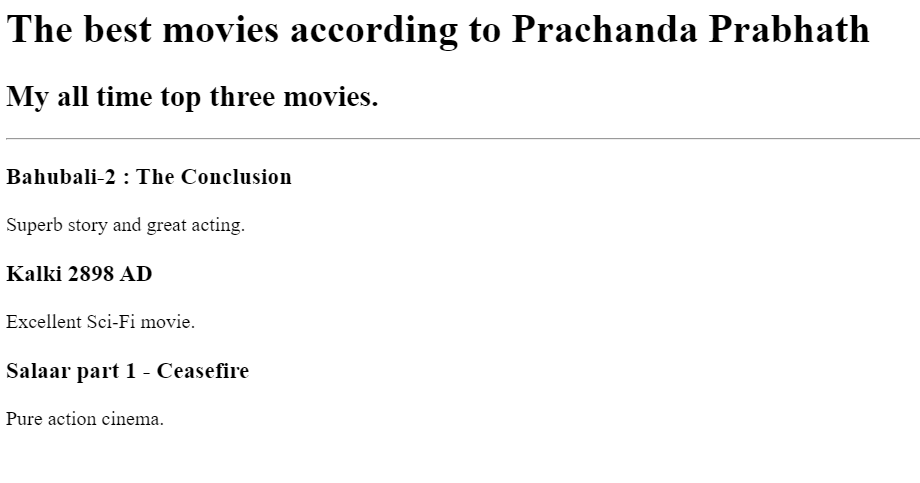 The best movies according to Prachanda Prabhath
My all time top three movies.
Bahubali-2 : The Conclusion
Superb story and great acting.
Kalki 2898 AD
Excellent Sci-Fi movie.
Salaar part 1 - Ceasefire
Pure action cinema.